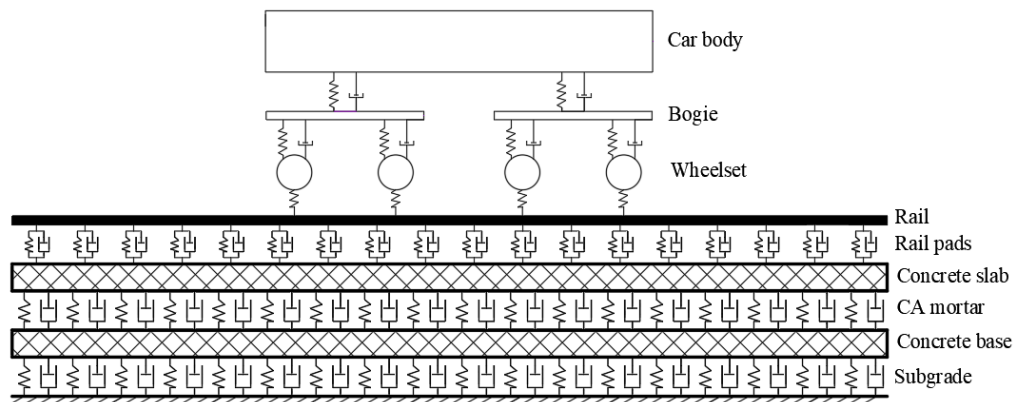 Car body
Bogie
Wheelset
Rail
Rail pads
Concrete slab
CA mortar
Concrete base
Subgrade